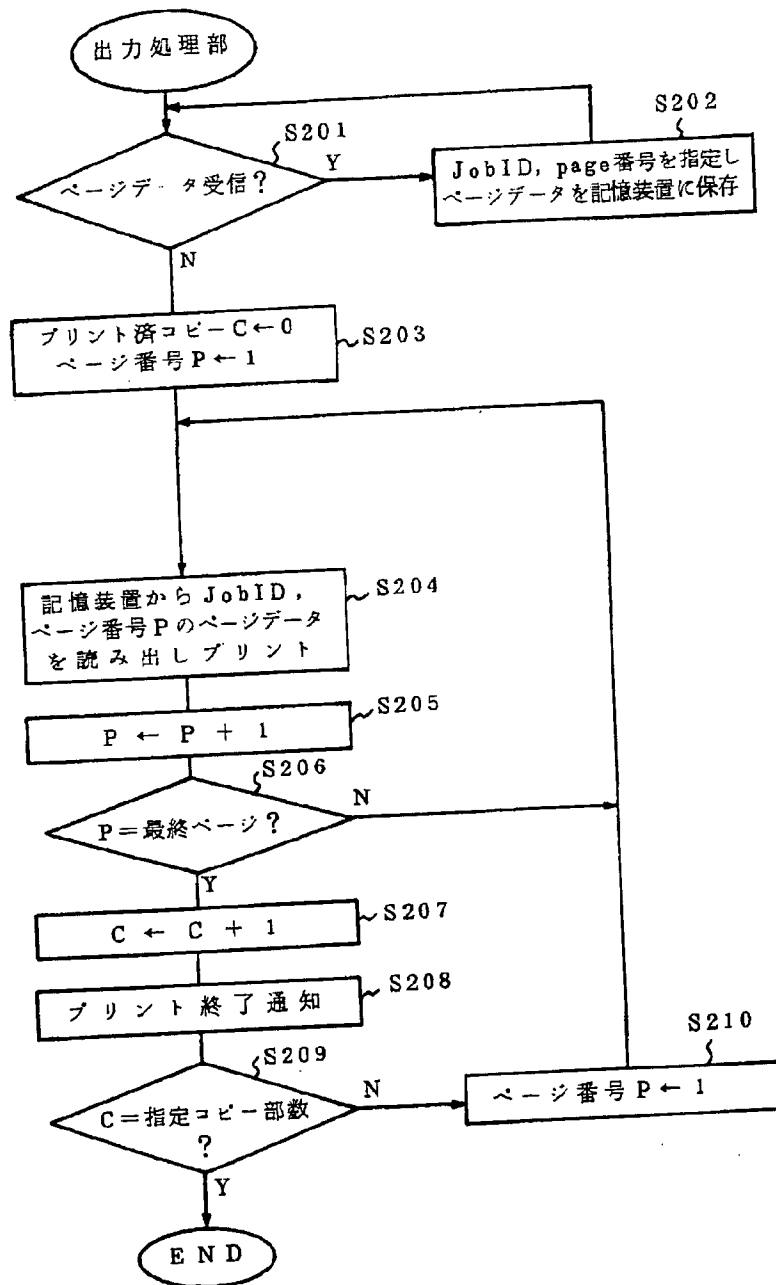 出力処理部
S201
ページデータ受信?
Y
N
S202
JobID, page番号を指定し
ページデータを記憶装置に保存
プリント済コピーC←0
ページ番号P←1
S203
記憶装置からJobID,
ページ番号Pのページデータ
を読み出しプリント
S204
P ← P + 1
S205
S206
P=最終ページ?
N
Y
C ← C + 1
S207
プリント終了通知
S208
S209
C=指定コピー部数
?
N
Y
S210
ページ番号P←1
END